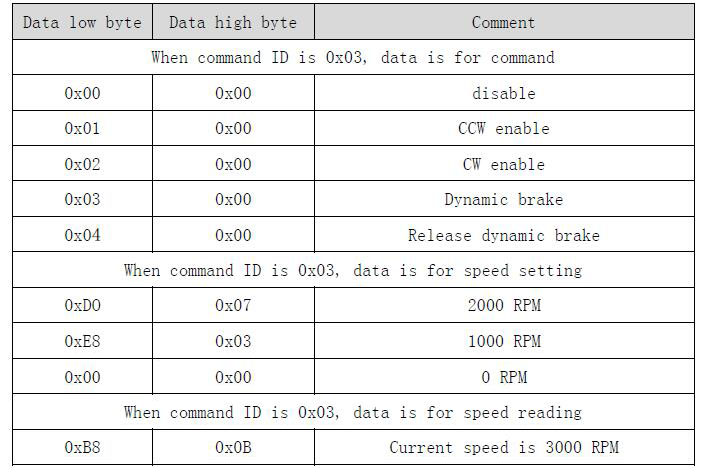 Data low byte Data high byte Comment
When command ID is 0x03, data is for command
0x00 0x00 disable
0x01 0x00 CCW enable
0x02 0x00 CW enable
0x03 0x00 Dynamic brake
0x04 0x00 Release dynamic brake
When command ID is 0x03, data is for speed setting
0xD0 0x07 2000 RPM
0xE8 0x03 1000 RPM
0x00 0x00 0 RPM
When command ID is 0x03, data is for speed reading
0xB8 0x0B Current speed is 3000 RPM